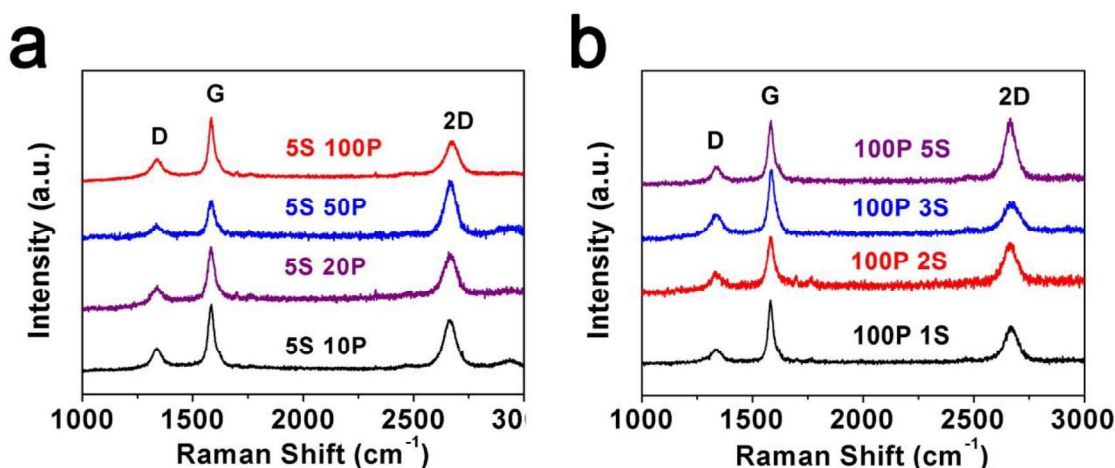 a
Intensity (a.u.)
D
G
2D
5S 100P
5S 50P
5S 20P
5S 10P
1000 1500 2000 2500 300
Raman Shift (cm⁻¹)
b
Intensity (a.u.)
D
G
2D
100P 5S
100P 3S
100P 2S
100P 1S
1000 1500 2000 2500 3000
Raman Shift (cm⁻¹)